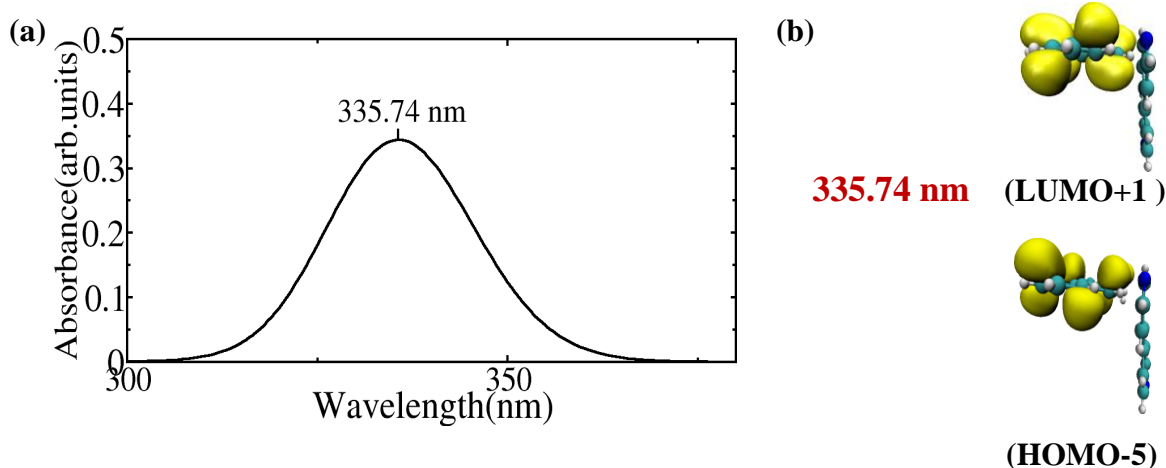 (a)
0.5
0.4
0.3
0.2
0.1
0
Absorbance(arb.units)
335.74 nm
300
350
Wavelength(nm)
(b)
335.74 nm
(LUMO+1 )
(HOMO-5)